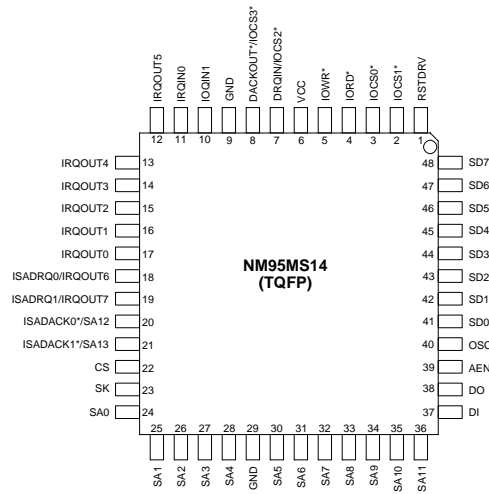 IRQOUT5
IRQIN0
IOQIN1
GND
DACKOUT*/IOCS3*
DRQIN/IOCS2*
VCC
IOWR*
IORD*
IOCS0*
IOCS1*
RSTDRV
12 11 10 9 8 7 6 5 4 3 2 1
IRQOUT4 13
IRQOUT3 14
IRQOUT2 15
IRQOUT1 16
IRQOUT0 17
ISADRQ0/IRQOUT6 18
ISADRQ1/IRQOUT7 19
ISADACK0*/SA12 20
ISADACK1*/SA13 21
CS 22
SK 23
SA0 24
NM95MS14
(TQFP)
48 SD7
47 SD6
46 SD5
45 SD4
44 SD3
43 SD2
42 SD1
41 SD0
40 OSC
39 AEN
38 DO
37 DI
25 26 27 28 29 30 31 32 33 34 35 36
SA1
SA2
SA3
SA4
GND
SA5
SA6
SA7
SA8
SA9
SA10
SA11